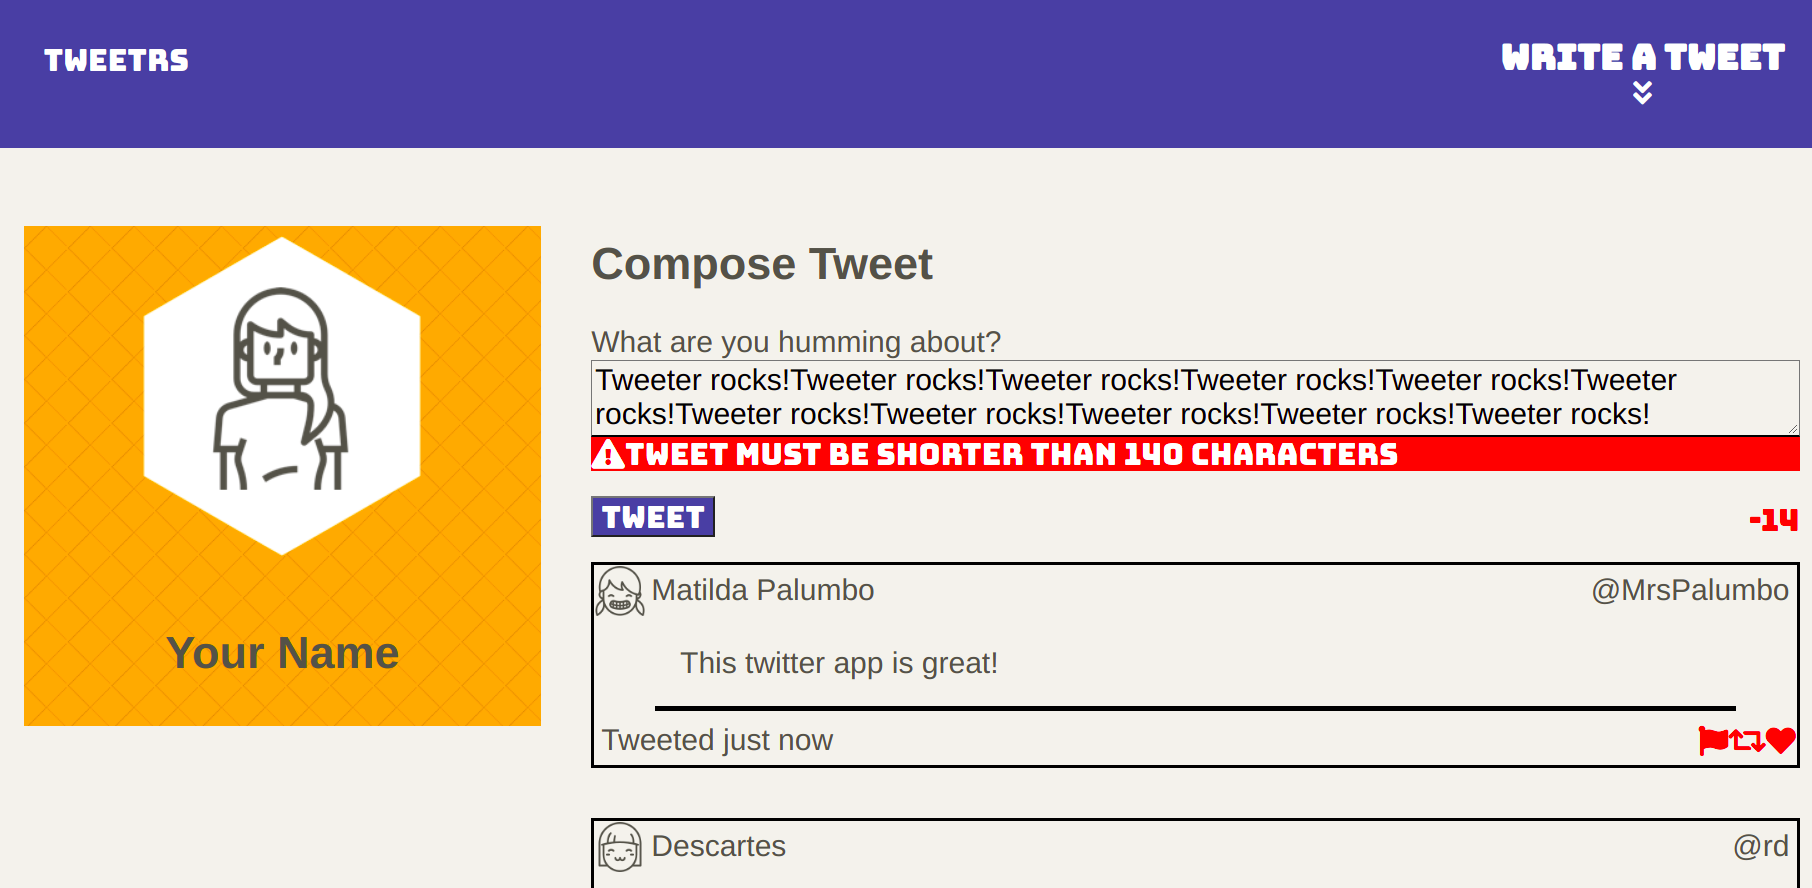 TWEETRS
WRITE A TWEET
Your Name
Compose Tweet
What are you humming about?
Tweeter rocks!Tweeter rocks!Tweeter rocks!Tweeter rocks!Tweeter rocks!Tweeter
rocks!Tweeter rocks!Tweeter rocks!Tweeter rocks!Tweeter rocks!Tweeter rocks!
TWEET MUST BE SHORTER THAN 140 CHARACTERS
TWEET
-14
Matilda Palumbo
@MrsPalumbo
This twitter app is great!
Tweeted just now
Descartes
@rd